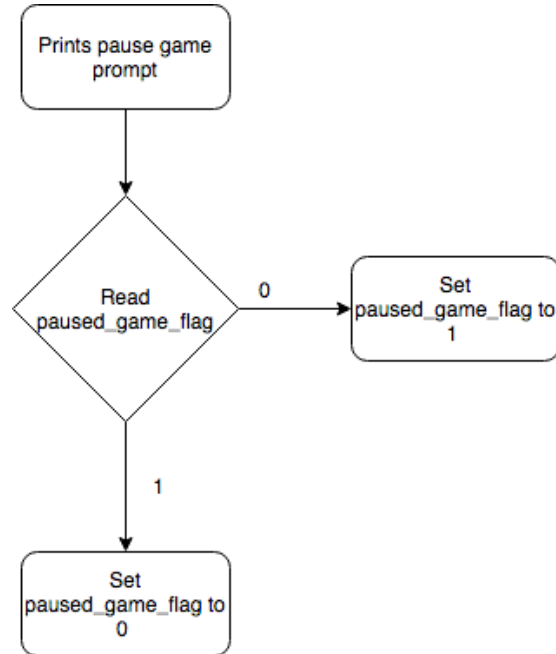 Prints pause game
prompt
Read
paused_game_flag
0
Set
paused_game_flag to
1
1
Set
paused_game_flag to
0